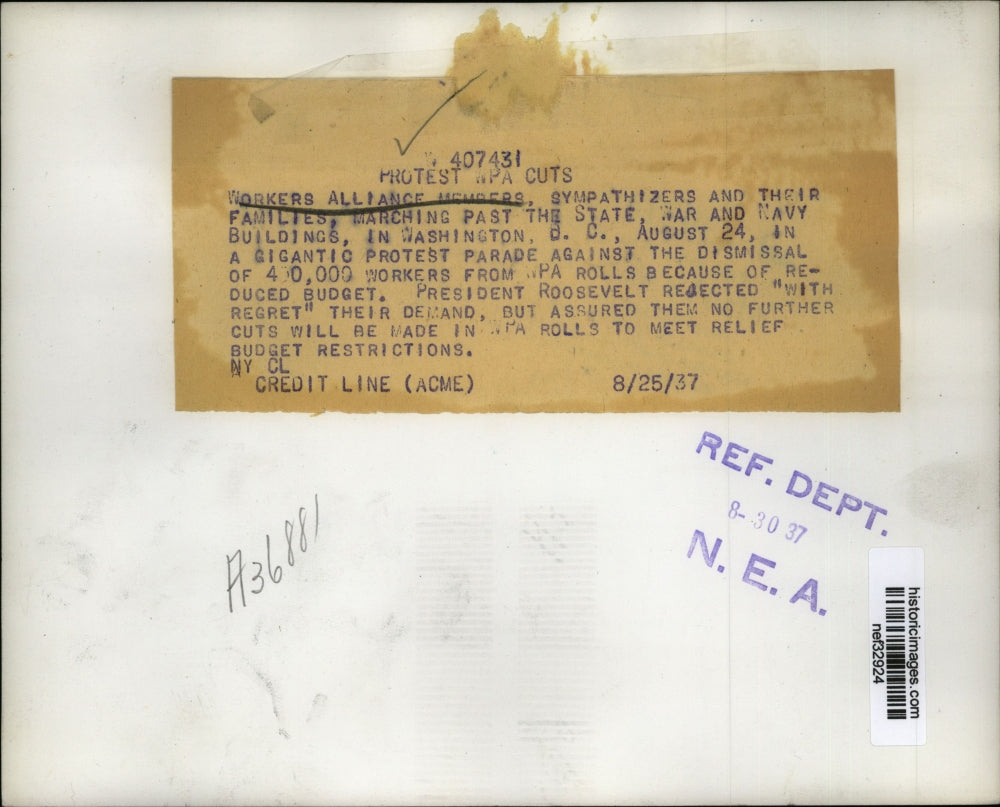 W 407431
PROTEST WPA CUTS
WORKERS ALLIANCE MEMBERS, SYMPATHIZERS AND THEIR
FAMILIES, MARCHING PAST THE STATE, WAR AND NAVY
BUILDINGS, IN WASHINGTON, D. C., AUGUST 24, IN
A GIGANTIC PROTEST PARADE AGAINST THE DISMISSAL
OF 400,000 WORKERS FROM WPA ROLLS BECAUSE OF RE-
DUCED BUDGET. PRESIDENT ROOSEVELT REJECTED "WITH
REGRET" THEIR DEMAND, BUT ASSURED THEM NO FURTHER
CUTS WILL BE MADE IN WPA ROLLS TO MEET RELIEF
BUDGET RESTRICTIONS.
NY CL
CREDIT LINE (ACME) 8/25/37
REF. DEPT.
8-30 37
N. E. A.
A36881
historicimages.com
nef32924